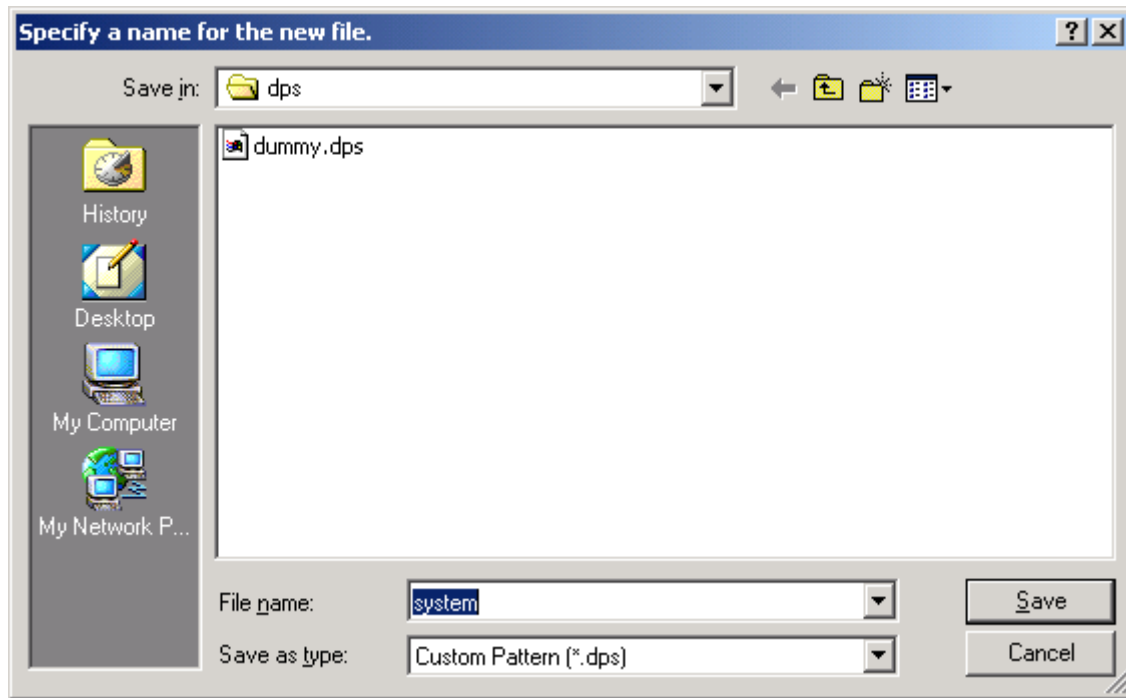 Specify a name for the new file.
Save in: dps
dummy.dps
History
Desktop
My Computer
My Network P...
File name: system Save
Save as type: Custom Pattern (*.dps) Cancel